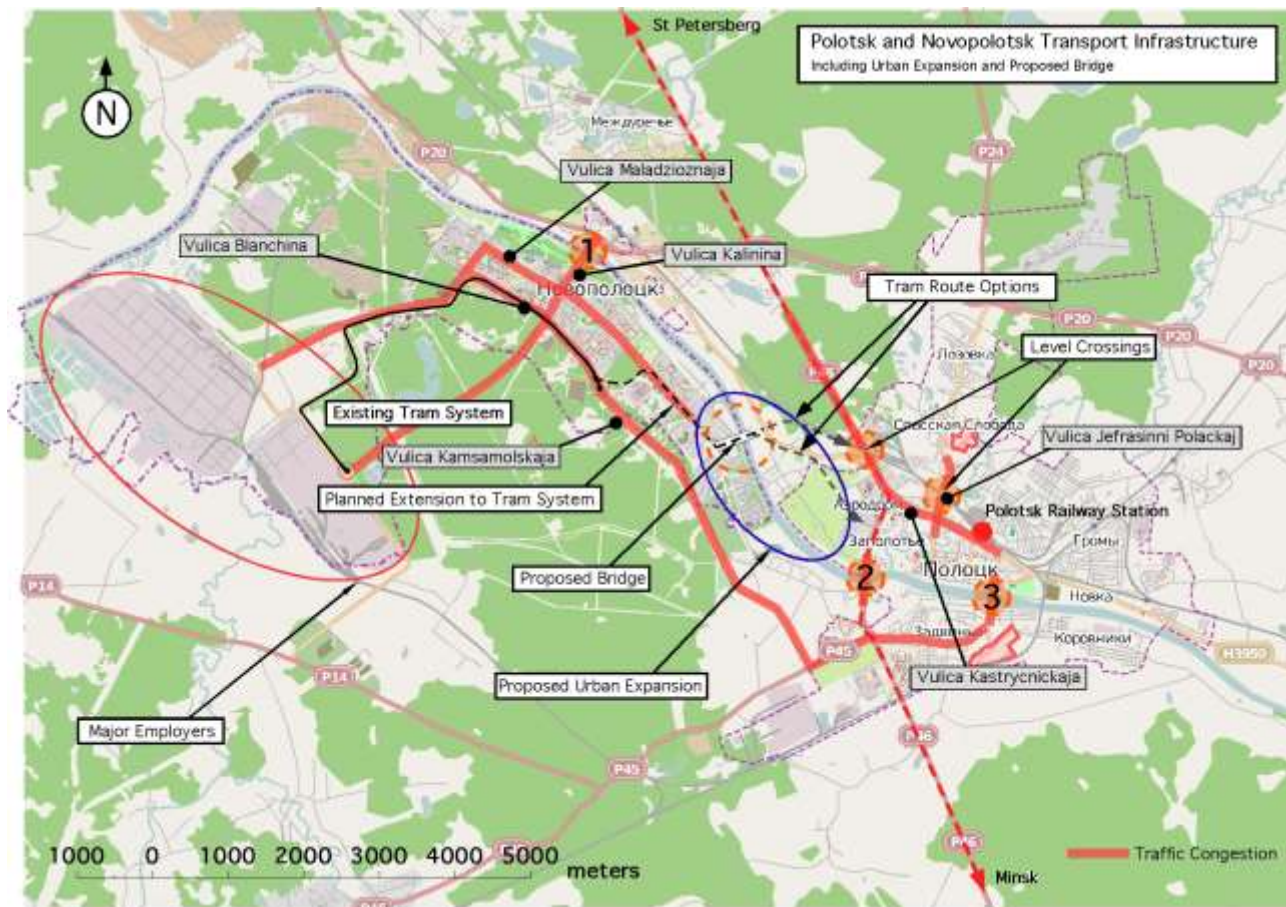 St Petersberg
Polotsk and Novopolotsk Transport Infrastructure
Including Urban Expansion and Proposed Bridge
N
Междуречье
P20
P24
Vulica Maladzioznaja
Vulica Blanchina
1
Vulica Kalinina
Новополоцк
Tram Route Options
P20
P20
Level Crossings
Лозовка
P20
Existing Tram System
Спасская Слобода
Vulica Jefrasinni Polackaj
Vulica Kamsamolskaja
Planned Extension to Tram System
Polotsk Railway Station
Громы
Заполотье
Proposed Bridge
2
Полоцк
3
Новка
P14
Коровники
P45
H3950
Proposed Urban Expansion
Vulica Kastrycnickaja
P14
Major Employers
P46
P45
P46
1000 0 1000 2000 3000 4000 5000
meters
Traffic Congestion
Minsk